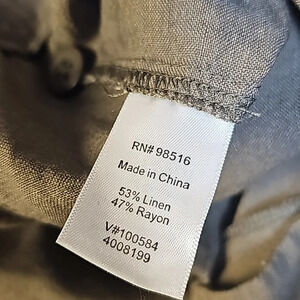 RN# 98516
Made in China
53% Linen
47% Rayon
V#100584
4008199